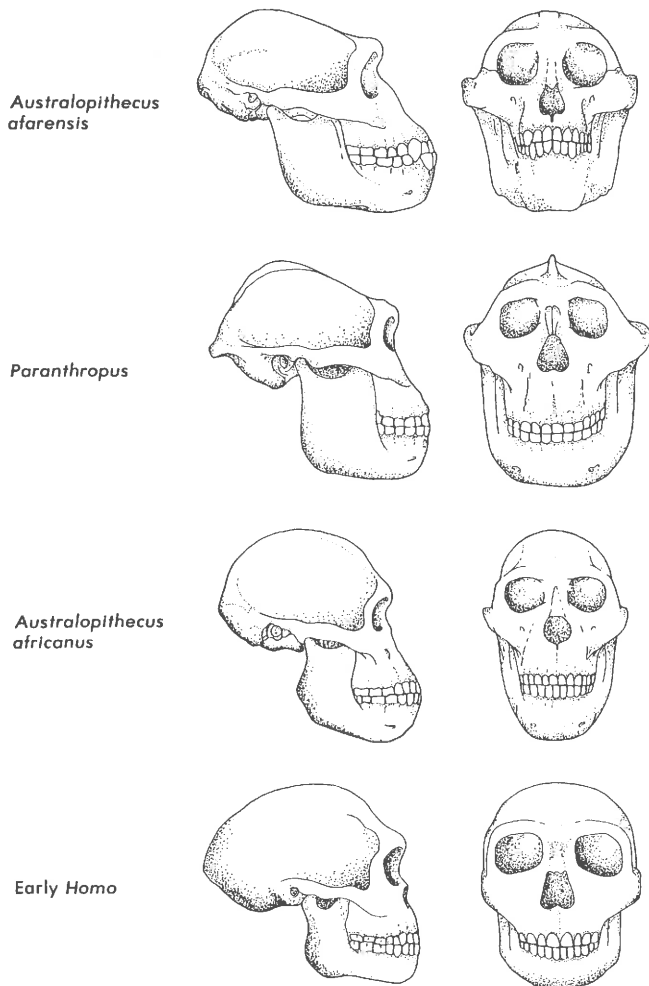 Australopithecus
afarensis
Paranthropus
Australopithecus
africanus
Early Homo